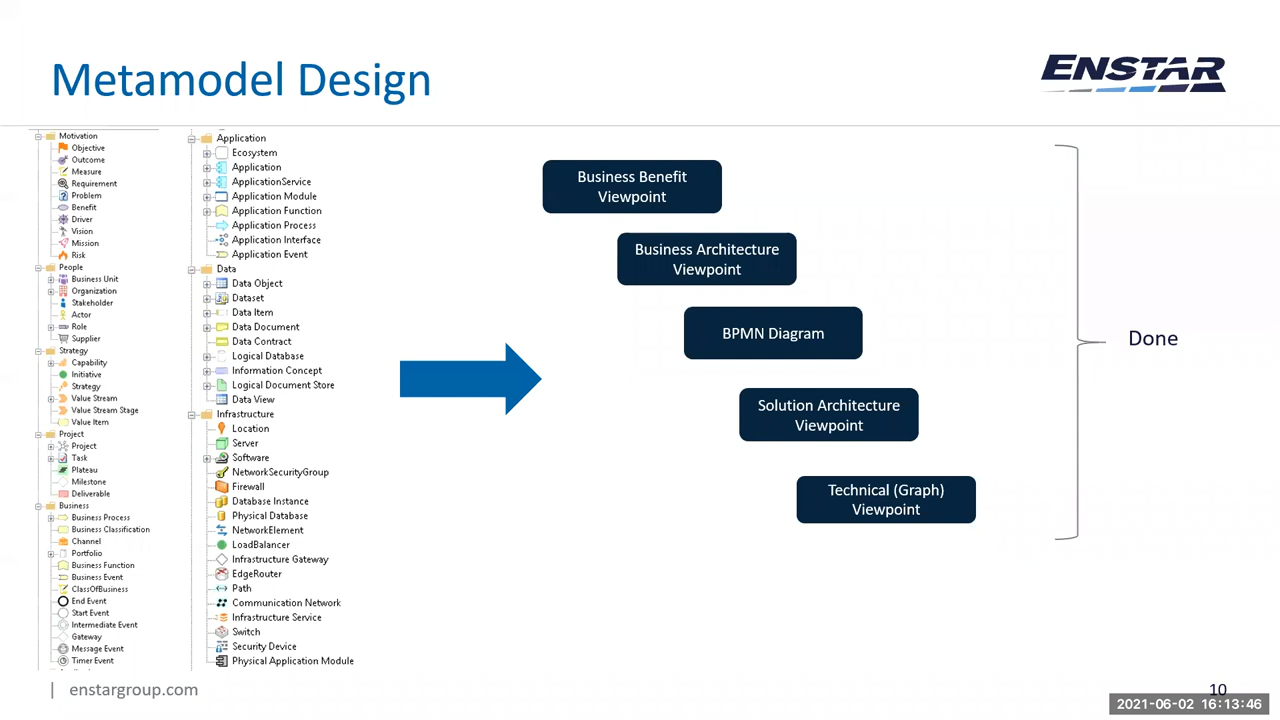 Metamodel Design
ENSTAR
Motivation
Objective
Outcome
Measure
Requirement
Problem
Benefit
Driver
Vision
Mission
Risk
People
Business Unit
Organization
Stakeholder
Actor
Role
Supplier
Strategy
Capability
Initiative
Strategy
Value Stream
Value Stream Stage
Value Item
Project
Project
Task
Plateau
Milestone
Deliverable
Business
Business Process
Business Classification
Channel
Portfolio
Business Function
Business Event
ClassOfBusiness
End Event
Start Event
Intermediate Event
Gateway
Message Event
Timer Event
Application
Ecosystem
Application
ApplicationService
Application Module
Application Function
Application Process
Application Interface
Application Event
Data
Data Object
Dataset
Data Item
Data Document
Data Contract
Logical Database
Information Concept
Logical Document Store
Data View
Infrastructure
Location
Server
Software
NetworkSecurityGroup
Firewall
Database Instance
Physical Database
NetworkElement
LoadBalancer
Infrastructure Gateway
EdgeRouter
Path
Communication Network
Infrastructure Service
Switch
Security Device
Physical Application Module
Business Benefit
Viewpoint
Business Architecture
Viewpoint
BPMN Diagram
Solution Architecture
Viewpoint
Technical (Graph)
Viewpoint
Done
| enstargroup.com
10
2021-06-02 16:13:46